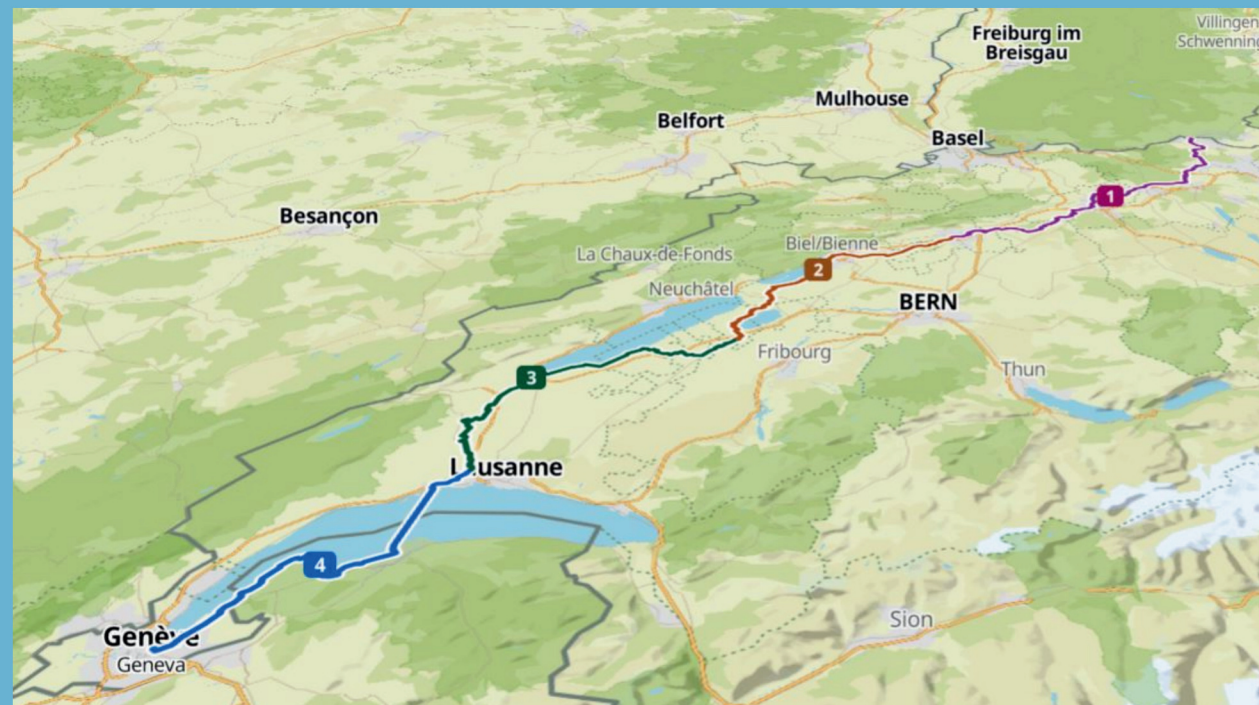 Villingen
Schwenning
Freiburg im
Breisgau
Mulhouse
Belfort
Basel
1
Besançon
Biel/Bienne
La Chaux-de-Fonds
2
Neuchâtel
BERN
Fribourg
Thun
3
Lausanne
4
Sion
Genève
Geneva